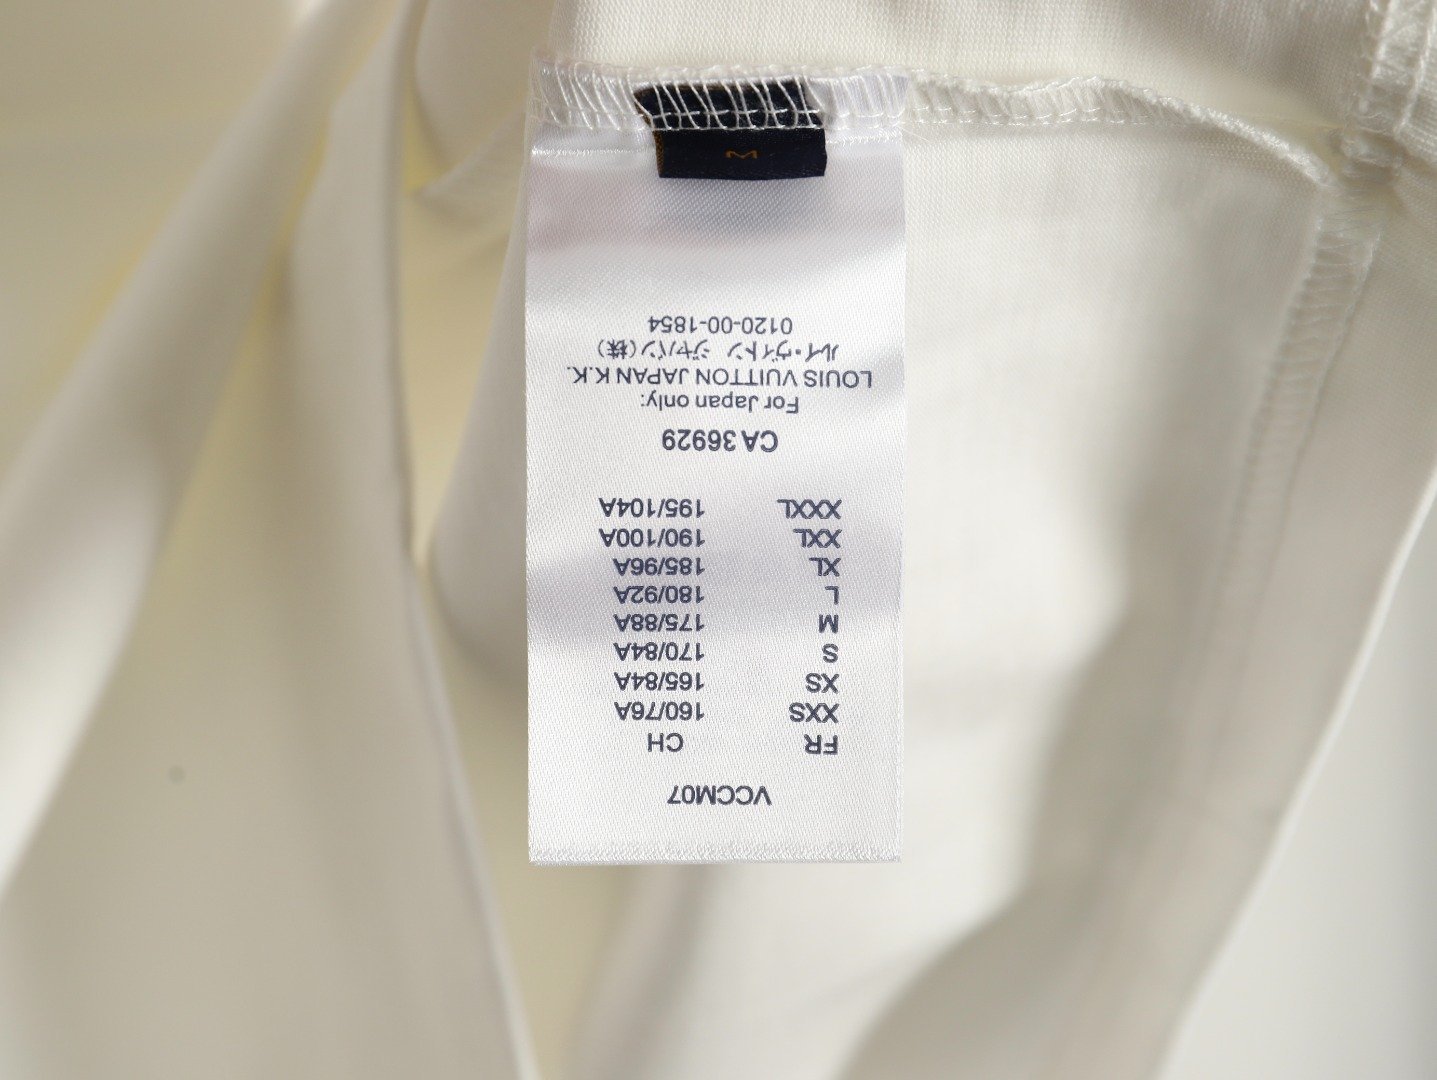 VCCM07
FR CH
XXS 160/76A
XS 165/84A
S 170/84A
M 175/88A
L 180/92A
XL 185/96A
XXL 190/100A
XXXL 195/104A
CA 36929
For Japan only:
LOUIS VUITTON JAPAN K.K.
ルイ・ヴィトン ジャパン(株)
0120-00-1854
M